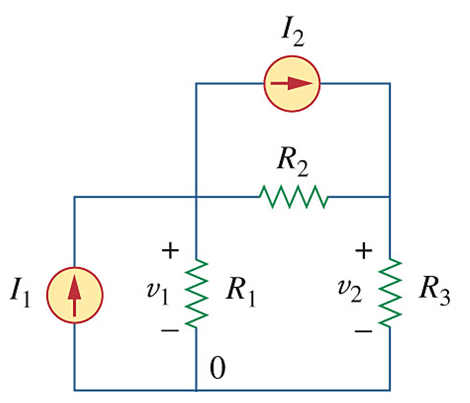 I₂
R₂
+ +
I₁ v₁ R₁ v₂ R₃
− −
0